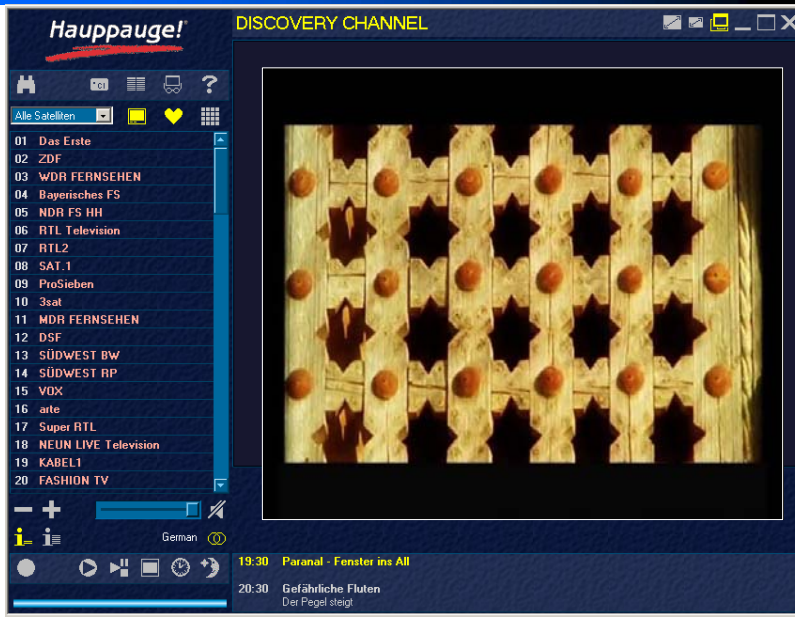 Hauppauge!
DISCOVERY CHANNEL
CI
?
Alle Satelliten
01 Das Erste
02 ZDF
03 WDR FERNSEHEN
04 Bayerisches FS
05 NDR FS HH
06 RTL Television
07 RTL2
08 SAT.1
09 ProSieben
10 3sat
11 MDR FERNSEHEN
12 DSF
13 SÜDWEST BW
14 SÜDWEST RP
15 VOX
16 arte
17 Super RTL
18 NEUN LIVE Television
19 KABEL1
20 FASHION TV
German
19:30 Paranal - Fenster ins All
20:30 Gefährliche Fluten
Der Pegel steigt